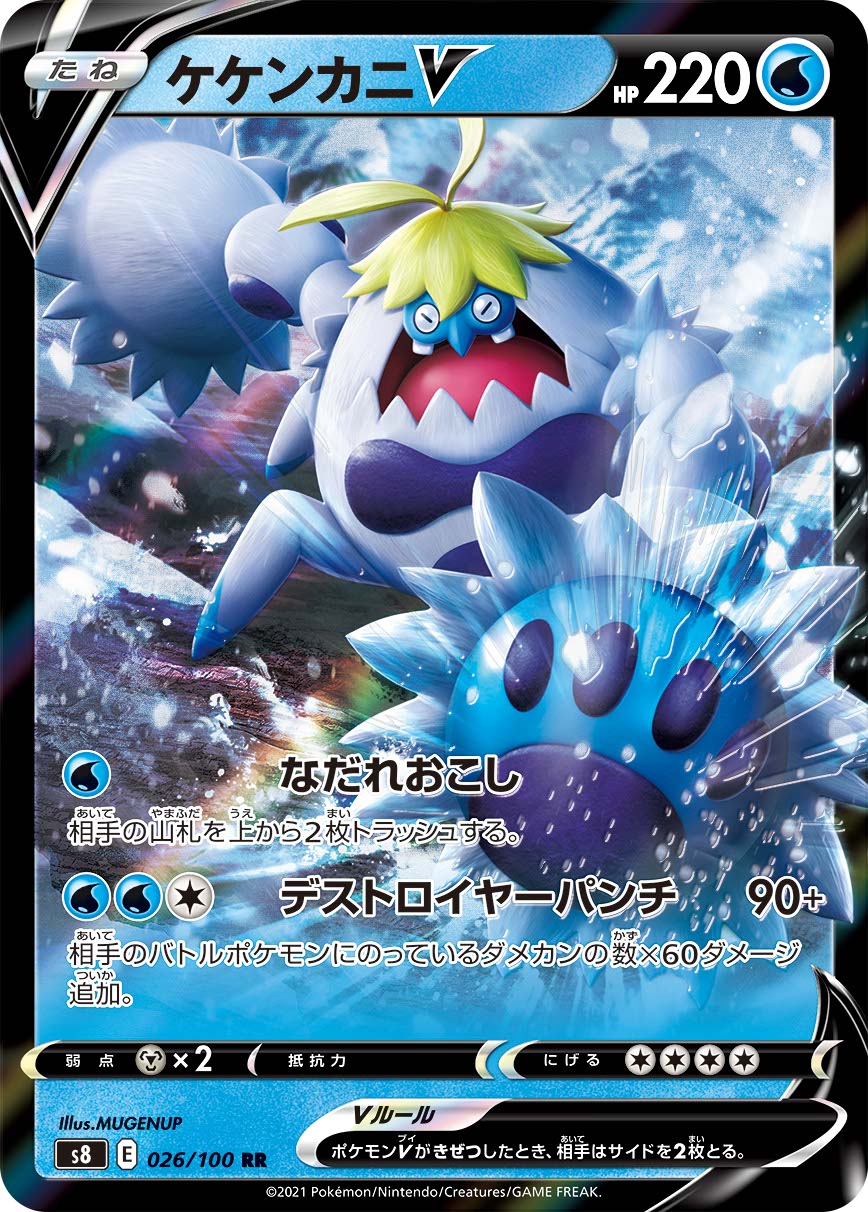 たね ケケンカニV HP220
なだれおこし
相手の山札を上から2枚トラッシュする。
デストロイヤーパンチ 90+
相手のバトルポケモンにのっているダメカンの数×60ダメージ
追加。
弱点 ×2 抵抗力 にげる
Illus.MUGENUP
Vルール
ポケモンVがきぜつしたとき、相手はサイドを2枚とる。
s8 E 026/100 RR
©2021 Pokémon/Nintendo/Creatures/GAME FREAK.